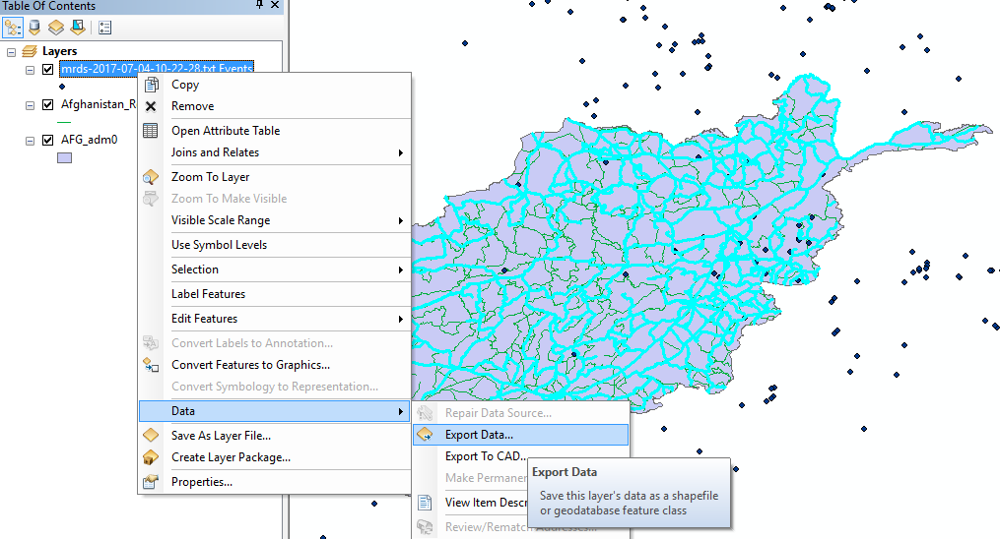 Table Of Contents
Layers
mrds-2017-07-04-10-22-28.txt Events
Afghanistan_R
AFG_adm0
Copy
Remove
Open Attribute Table
Joins and Relates
Zoom To Layer
Zoom To Make Visible
Visible Scale Range
Use Symbol Levels
Selection
Label Features
Edit Features
Convert Labels to Annotation...
Convert Features to Graphics...
Convert Symbology to Representation...
Data
Save As Layer File...
Create Layer Package...
Properties...
Repair Data Source...
Export Data...
Export To CAD...
Make Permanen
View Item Descr
Review/Rematch Addresses...
Export Data
Save this layer's data as a shapefile
or geodatabase feature class